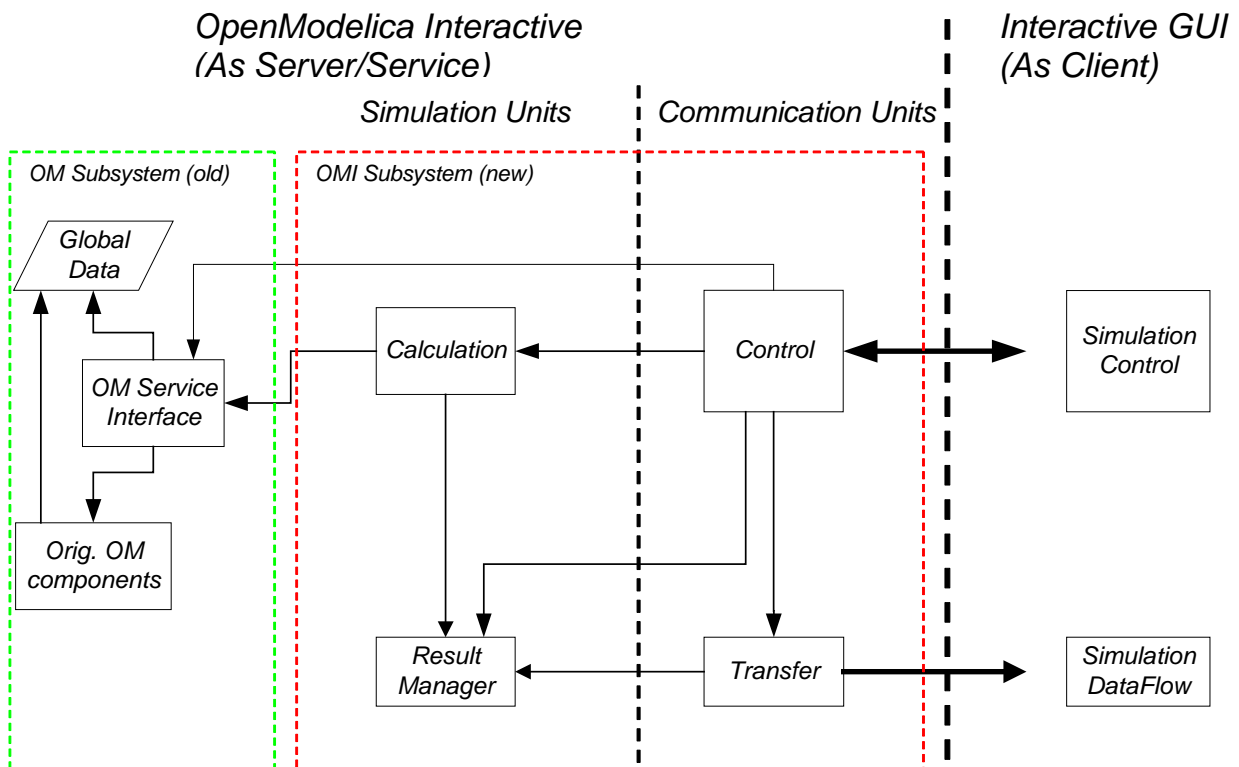 OpenModelica Interactive
(As Server/Service)
Interactive GUI
(As Client)
Simulation Units
Communication Units
OM Subsystem (old)
OMI Subsystem (new)
Global
Data
Calculation
Control
Simulation
Control
OM Service
Interface
Orig. OM
components
Result
Manager
Transfer
Simulation
DataFlow